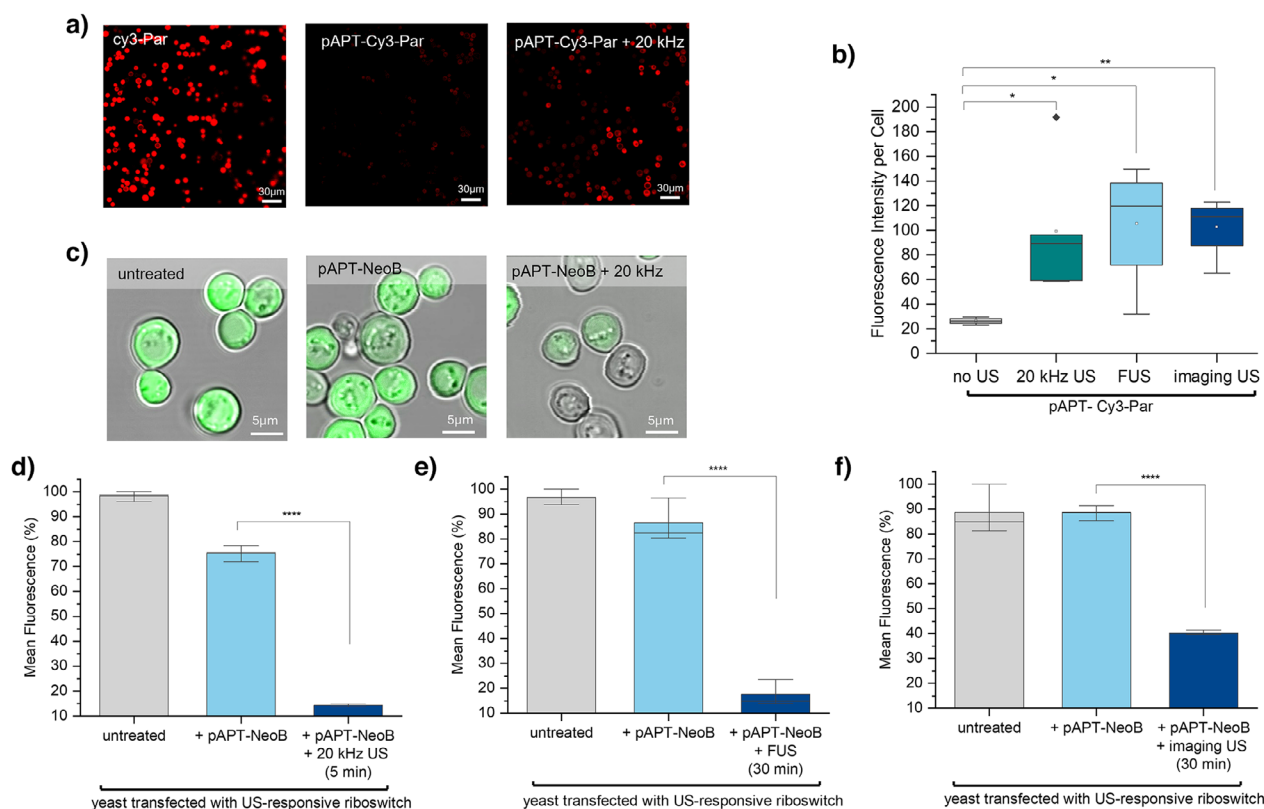 a)
cy3-Par
30μm
pAPT-Cy3-Par
30μm
pAPT-Cy3-Par + 20 kHz
30μm
b)
Fluorescence Intensity per Cell
200
180
160
140
120
100
80
60
40
20
0
*
*
**
no US
20 kHz US
FUS
imaging US
pAPT- Cy3-Par
c)
untreated
5μm
pAPT-NeoB
5μm
pAPT-NeoB + 20 kHz
5μm
d)
Mean Fluorescence (%)
100
90
80
70
60
50
40
30
20
10
****
untreated
+ pAPT-NeoB
+ pAPT-NeoB
+ 20 kHz US
(5 min)
yeast transfected with US-responsive riboswitch
e)
Mean Fluorescence (%)
100
90
80
70
60
50
40
30
20
10
****
untreated
+ pAPT-NeoB
+ pAPT-NeoB
+ FUS
(30 min)
yeast transfected with US-responsive riboswitch
f)
Mean Fluorescence (%)
100
90
80
70
60
50
40
30
20
10
****
untreated
+ pAPT-NeoB
+ pAPT-NeoB
+ imaging US
(30 min)
yeast transfected with US-responsive riboswitch